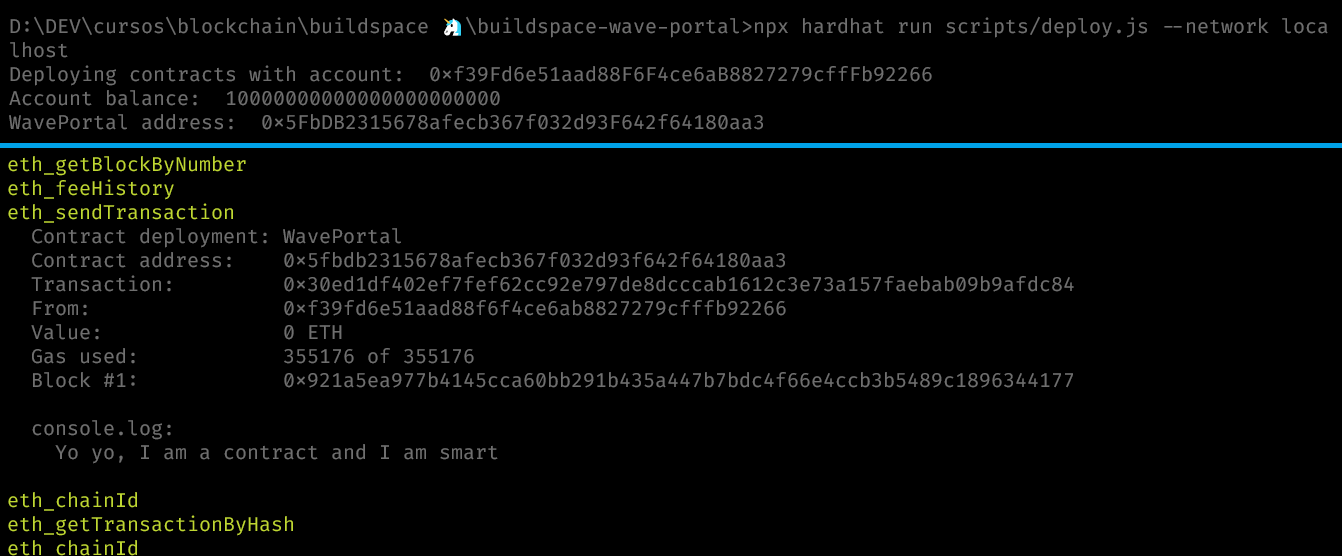 D:\DEV\cursos\blockchain\buildspace 🦄\buildspace-wave-portal>npx hardhat run scripts/deploy.js --network loca
lhost
Deploying contracts with account:  0xf39Fd6e51aad88F6F4ce6aB8827279cffFb92266
Account balance:  10000000000000000000000
WavePortal address:  0x5FbDB2315678afecb367f032d93F642f64180aa3
eth_getBlockByNumber
eth_feeHistory
eth_sendTransaction
  Contract deployment: WavePortal
  Contract address:    0x5fbdb2315678afecb367f032d93f642f64180aa3
  Transaction:         0x30ed1df402ef7fef62cc92e797de8dcccab1612c3e73a157faebab09b9afdc84
  From:                0xf39fd6e51aad88f6f4ce6ab8827279cfffb92266
  Value:               0 ETH
  Gas used:            355176 of 355176
  Block #1:            0x921a5ea977b4145cca60bb291b435a447b7bdc4f66e4ccb3b5489c1896344177
  console.log:
    Yo yo, I am a contract and I am smart
eth_chainId
eth_getTransactionByHash
eth_chainId